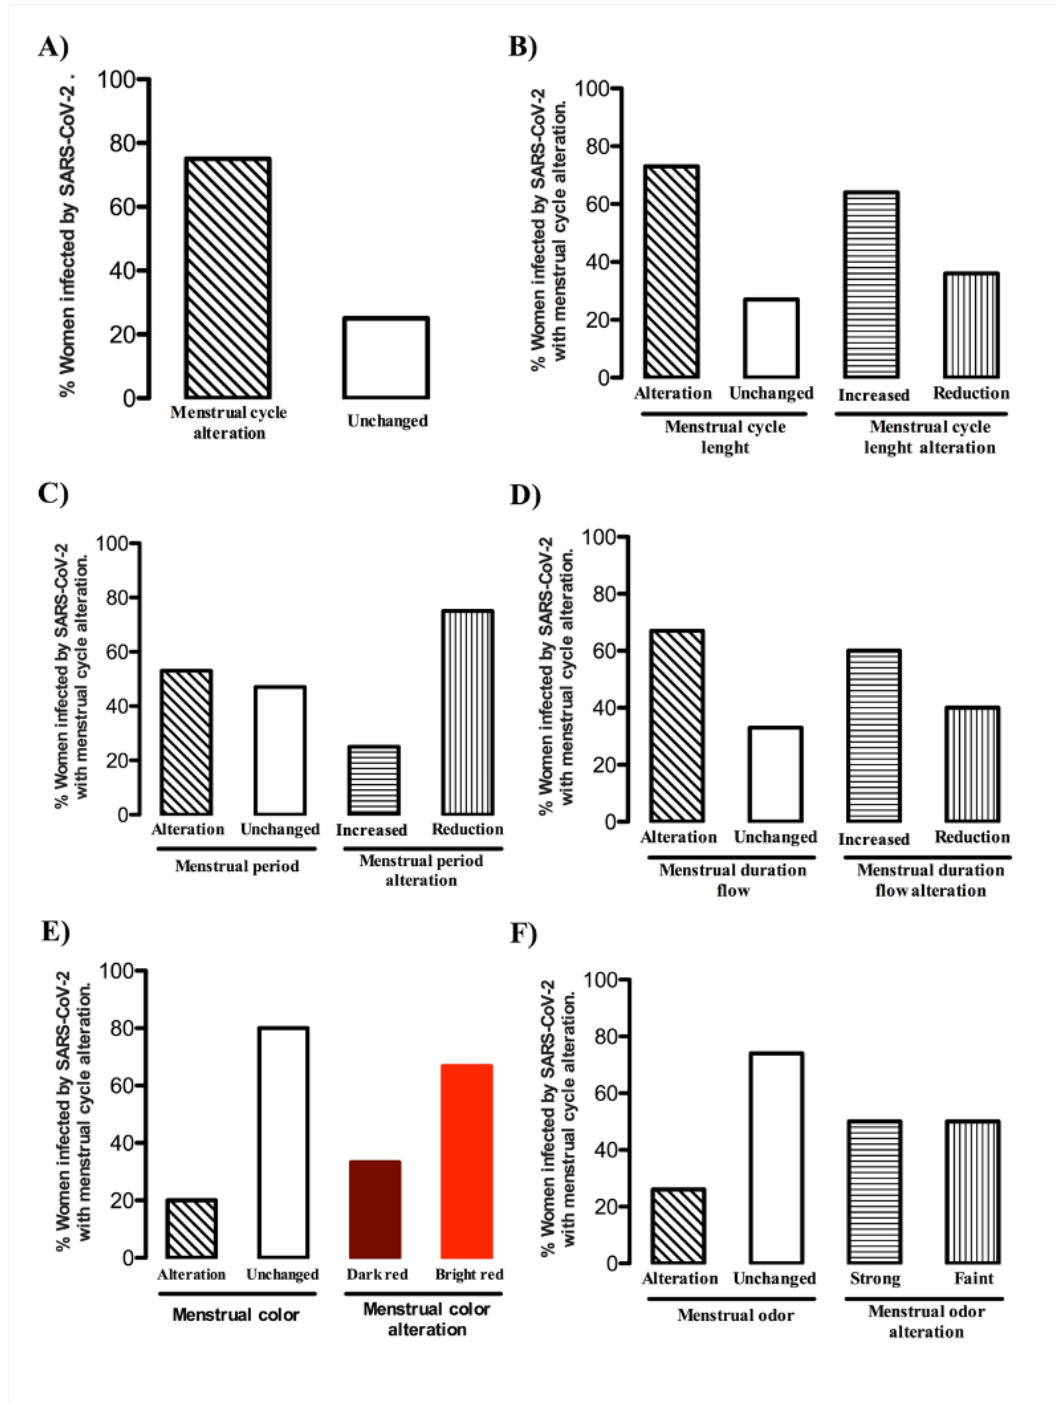 A)
% Women infected by SARS-CoV-2 .
100
80
60
40
20
0
Menstrual cycle
alteration
Unchanged
B)
% Women infected by SARS-CoV-2
with menstrual cycle alteration.
100
80
60
40
20
0
Alteration Unchanged Increased Reduction
Menstrual cycle
lenght
Menstrual cycle
lenght alteration
C)
% Women infected by SARS-CoV-2
with menstrual cycle alteration.
100
80
60
40
20
0
Alteration Unchanged Increased Reduction
Menstrual period
Menstrual period
alteration
D)
% Women infected by SARS-CoV-2
with menstrual cycle alteration.
100
80
60
40
20
0
Alteration Unchanged Increased Reduction
Menstrual duration
flow
Menstrual duration
flow alteration
E)
% Women infected by SARS-CoV-2
with menstrual cycle alteration.
100
80
60
40
20
0
Alteration Unchanged Dark red Bright red
Menstrual color
Menstrual color
alteration
F)
% Women infected by SARS-CoV-2
with menstrual cycle alteration.
100
80
60
40
20
0
Alteration Unchanged Strong Faint
Menstrual odor
Menstrual odor
alteration